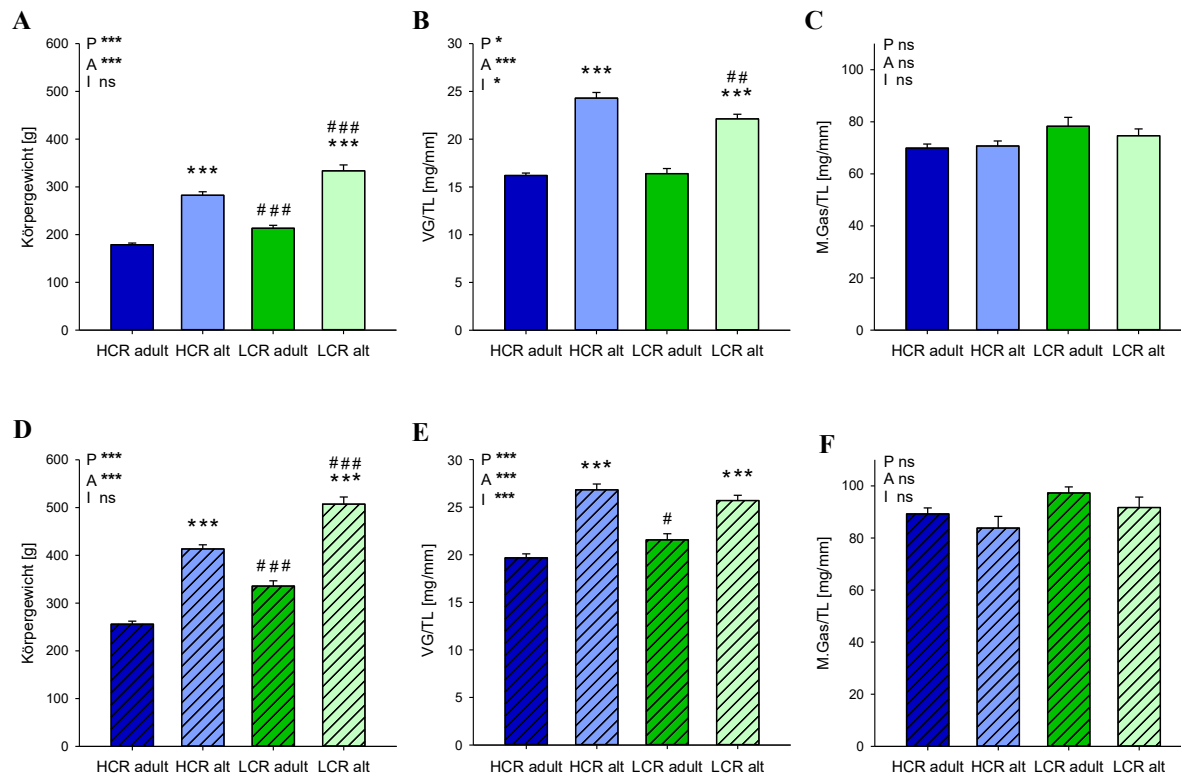 A
600
500
400
300
200
100
0
Körpergewicht [g]
P ***
A ***
I ns
***
###
###
***
HCR adult HCR alt LCR adult LCR alt
B
30
25
20
15
10
5
0
VG/TL [mg/mm]
P *
A ***
I *
***
##
***
HCR adult HCR alt LCR adult LCR alt
C
100
80
60
40
20
0
M.Gas/TL [mg/mm]
P ns
A ns
I ns
HCR adult HCR alt LCR adult LCR alt
D
600
500
400
300
200
100
0
Körpergewicht [g]
P ***
A ***
I ns
***
###
###
***
HCR adult HCR alt LCR adult LCR alt
E
30
25
20
15
10
5
0
VG/TL [mg/mm]
P ***
A ***
I ***
***
#
***
HCR adult HCR alt LCR adult LCR alt
F
100
80
60
40
20
0
M.Gas/TL [mg/mm]
P ns
A ns
I ns
HCR adult HCR alt LCR adult LCR alt